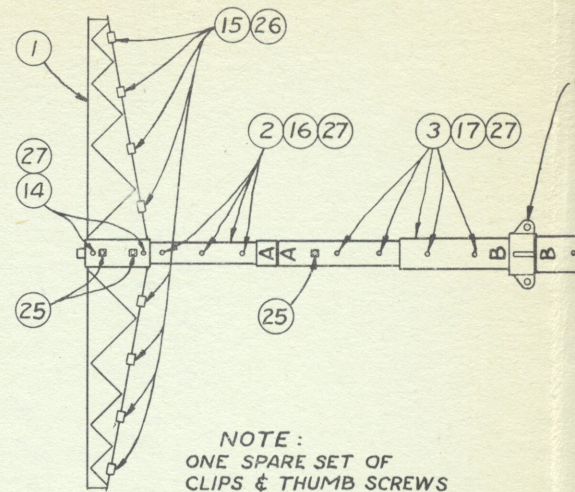 15 26
1
2 16 27
3 17 27
27
14
A A
B B
25
25
NOTE:
ONE SPARE SET OF
CLIPS & THUMB SCREWS